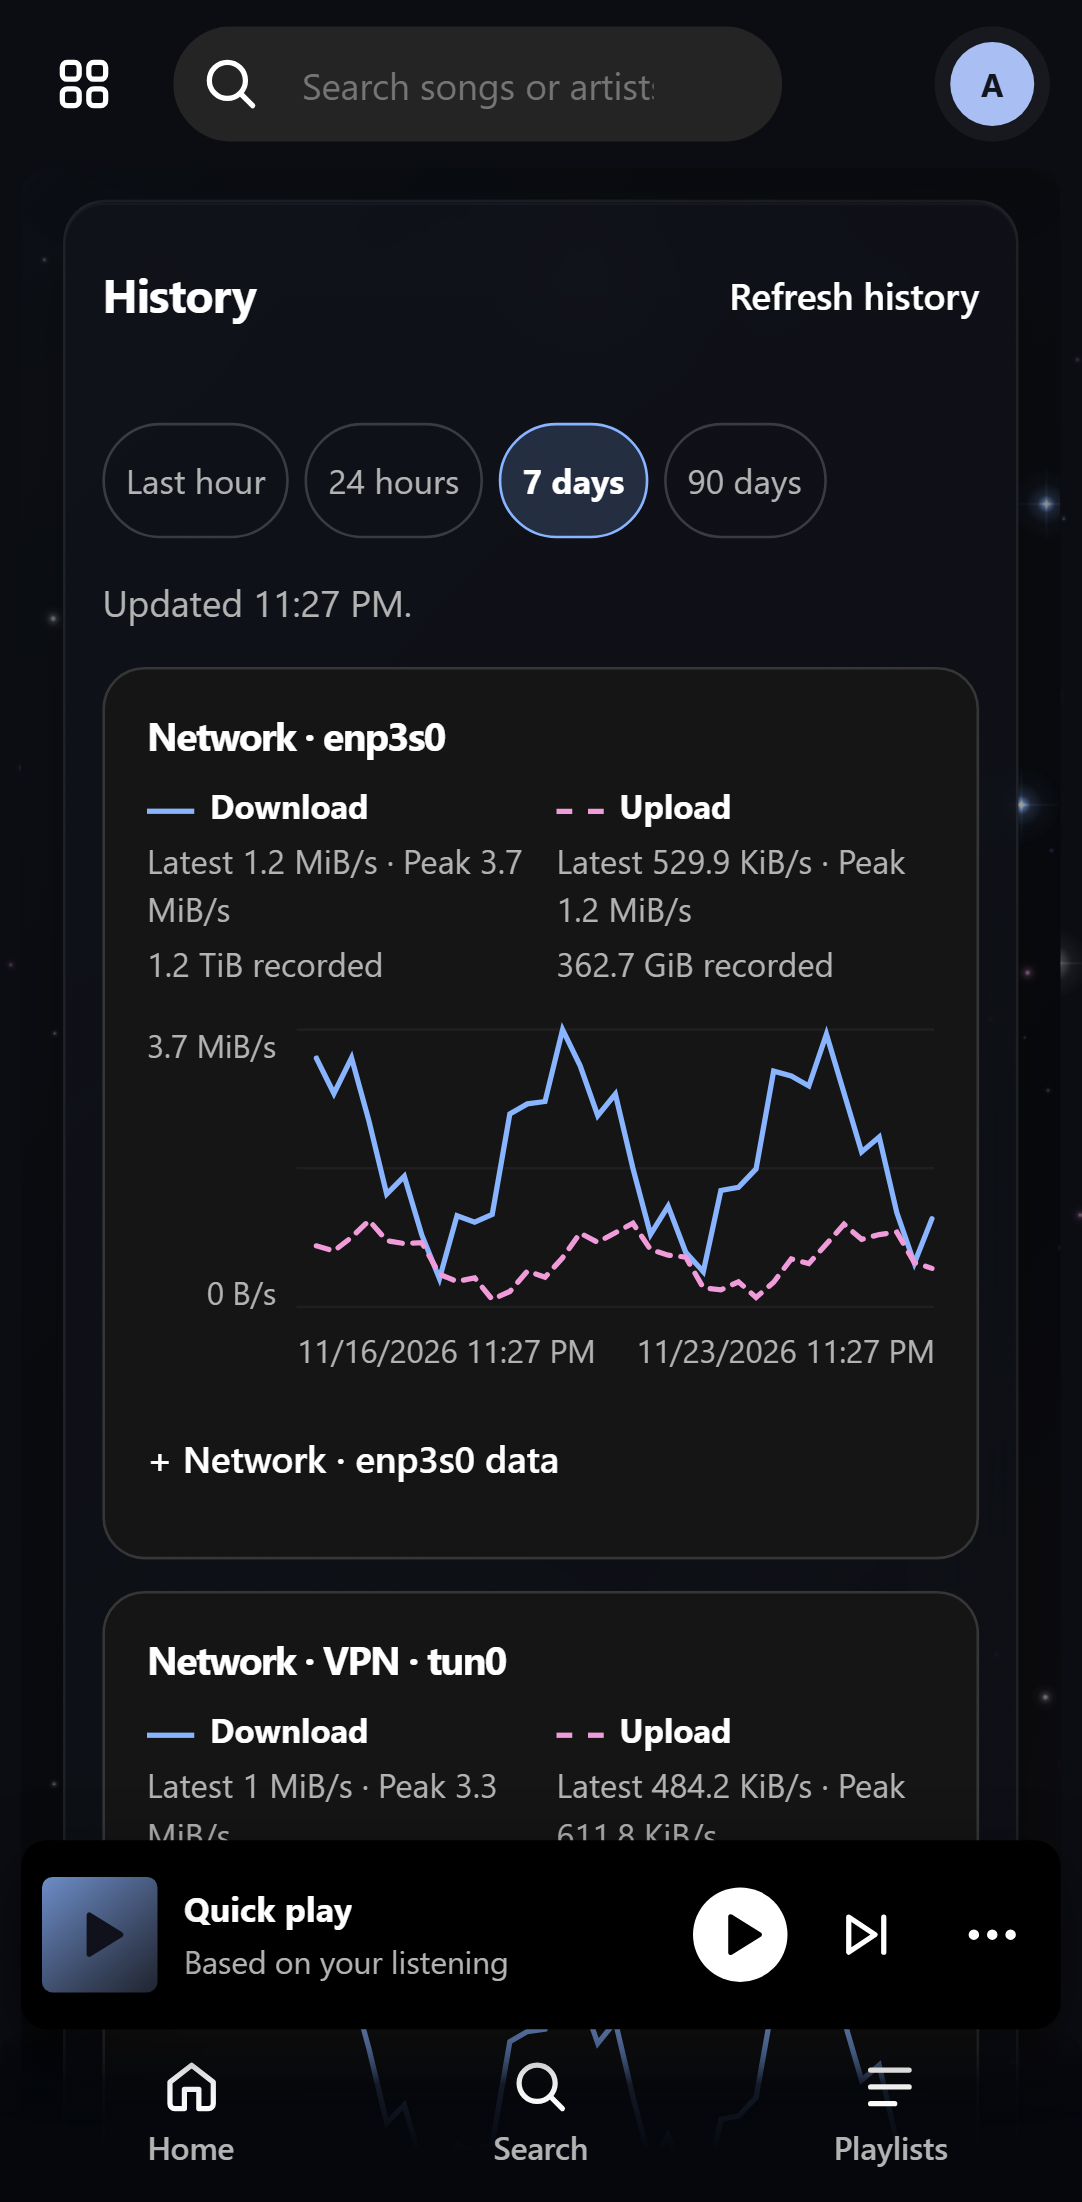 Search songs or artist
A
History
Refresh history
Last hour
24 hours
7 days
90 days
Updated 11:27 PM.
Network · enp3s0
Download
Upload
Latest 1.2 MiB/s · Peak 3.7
MiB/s
1.2 TiB recorded
Latest 529.9 KiB/s · Peak
1.2 MiB/s
362.7 GiB recorded
3.7 MiB/s
0 B/s
11/16/2026 11:27 PM
11/23/2026 11:27 PM
+ Network · enp3s0 data
Network · VPN · tun0
Download
Upload
Latest 1 MiB/s · Peak 3.3
MiB/s
Latest 484.2 KiB/s · Peak
611.8 KiB/s
Quick play
Based on your listening
Home
Search
Playlists